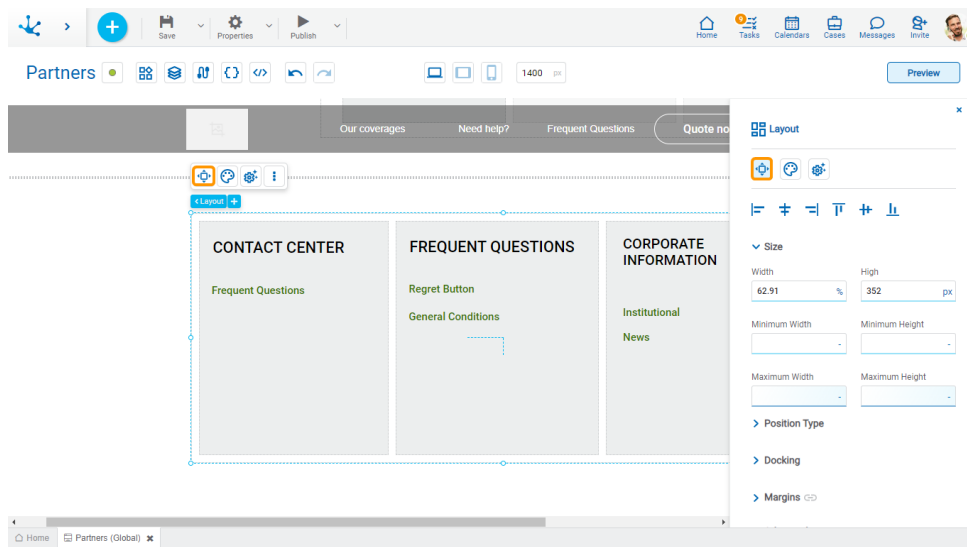 Save
Properties
Publish
Home
9
Tasks
Calendars
Cases
Messages
Invite
Partners
1400 px
Preview
Our coverages
Need help?
Frequent Questions
Quote no
Layout
Layout
CONTACT CENTER
Frequent Questions
FREQUENT QUESTIONS
Regret Button
General Conditions
CORPORATE
INFORMATION
Institutional
News
Size
Width
High
62.91 %
352 px
Minimum Width
Minimum Height
-
-
Maximum Width
Maximum Height
-
-
Position Type
Docking
Margins
Home
Partners (Global)